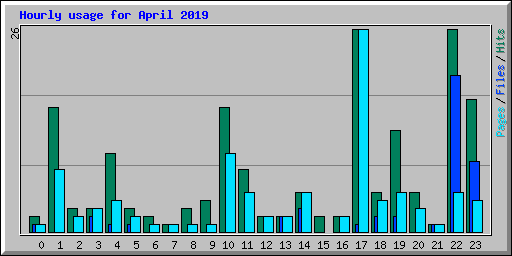 Hourly usage for April 2019
26
Pages/Files/Hits
0 1 2 3 4 5 6 7 8 9 10 11 12 13 14 15 16 17 18 19 20 21 22 23